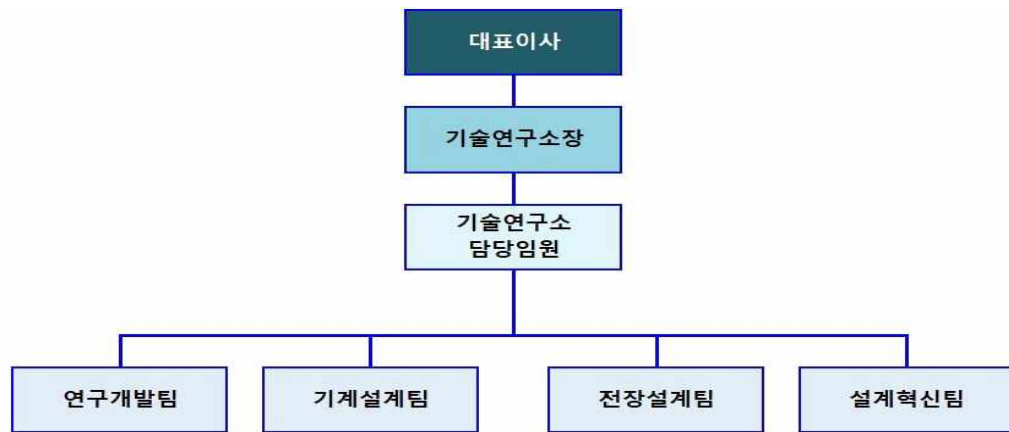 대표이사
기술연구소장
기술연구소
담당임원
연구개발팀
기계설계팀
전장설계팀
설계혁신팀